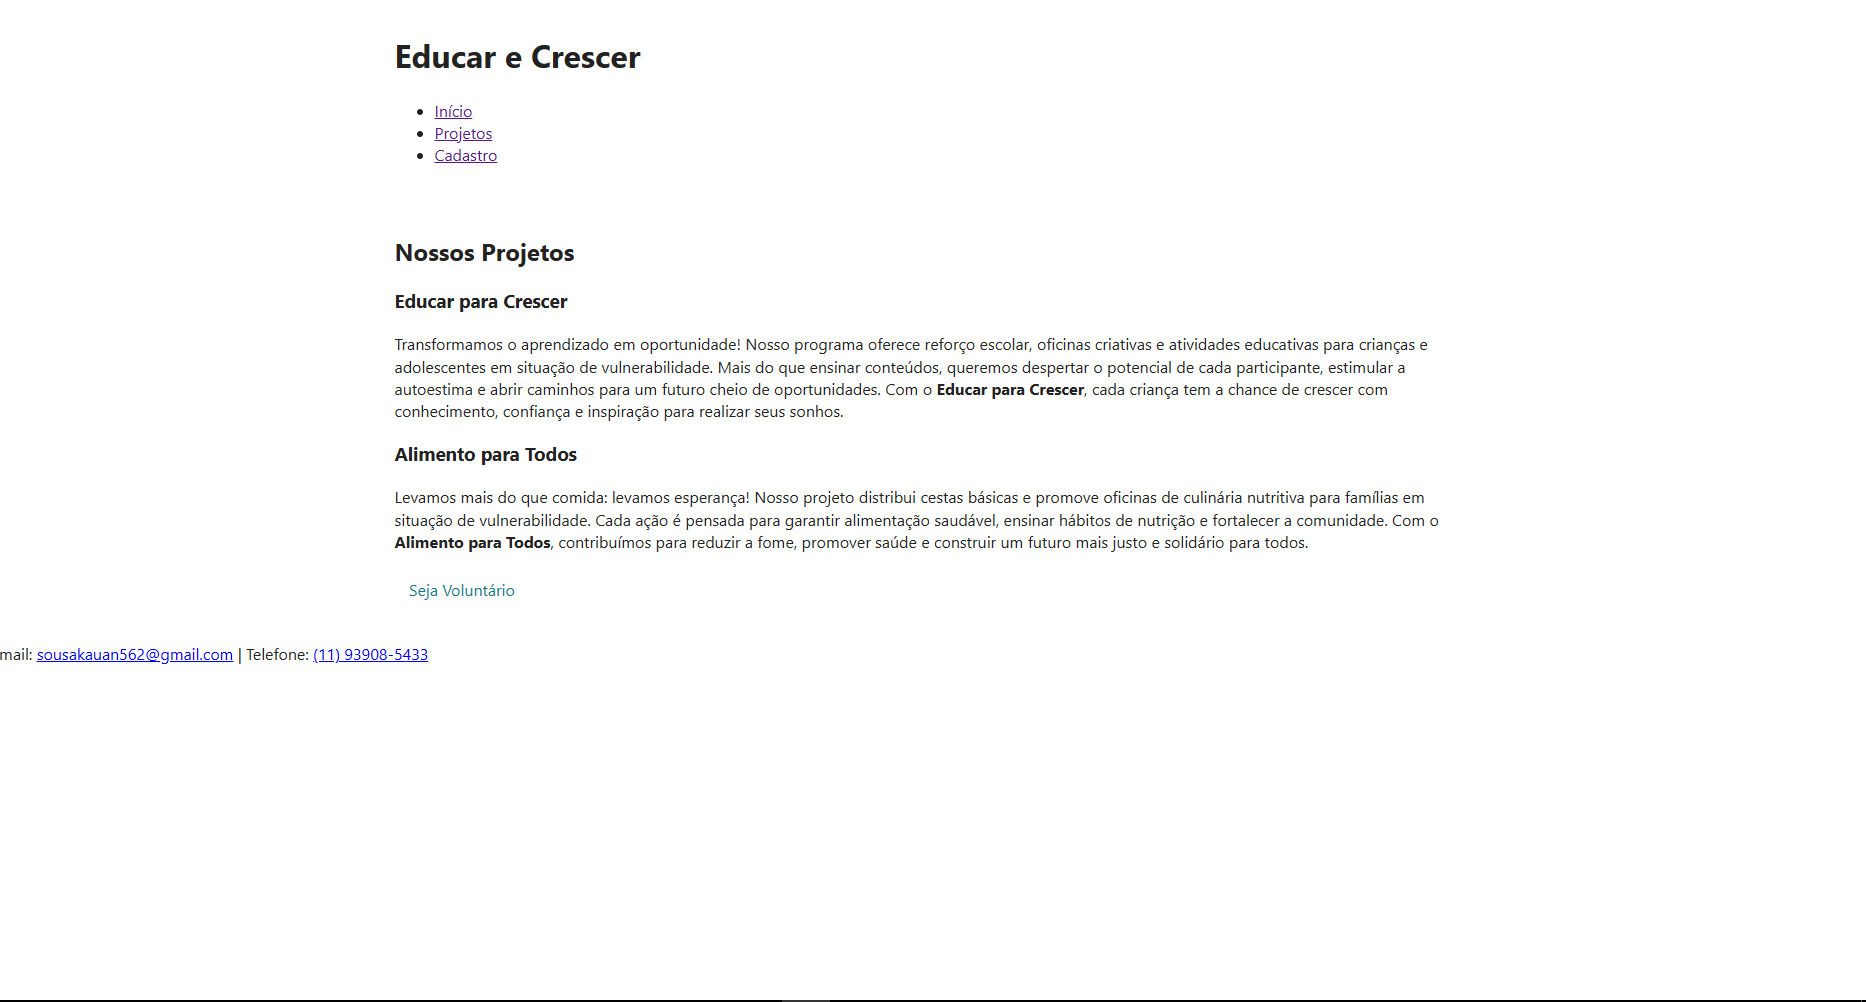 Educar e Crescer
Início
Projetos
Cadastro
Nossos Projetos
Educar para Crescer
Transformamos o aprendizado em oportunidade! Nosso programa oferece reforço escolar, oficinas criativas e atividades educativas para crianças e
adolescentes em situação de vulnerabilidade. Mais do que ensinar conteúdos, queremos despertar o potencial de cada participante, estimular a
autoestima e abrir caminhos para um futuro cheio de oportunidades. Com o Educar para Crescer, cada criança tem a chance de crescer com
conhecimento, confiança e inspiração para realizar seus sonhos.
Alimento para Todos
Levamos mais do que comida: levamos esperança! Nosso projeto distribui cestas básicas e promove oficinas de culinária nutritiva para famílias em
situação de vulnerabilidade. Cada ação é pensada para garantir alimentação saudável, ensinar hábitos de nutrição e fortalecer a comunidade. Com o
Alimento para Todos, contribuímos para reduzir a fome, promover saúde e construir um futuro mais justo e solidário para todos.
Seja Voluntário
mail: sousakauan562@gmail.com | Telefone: (11) 93908-5433